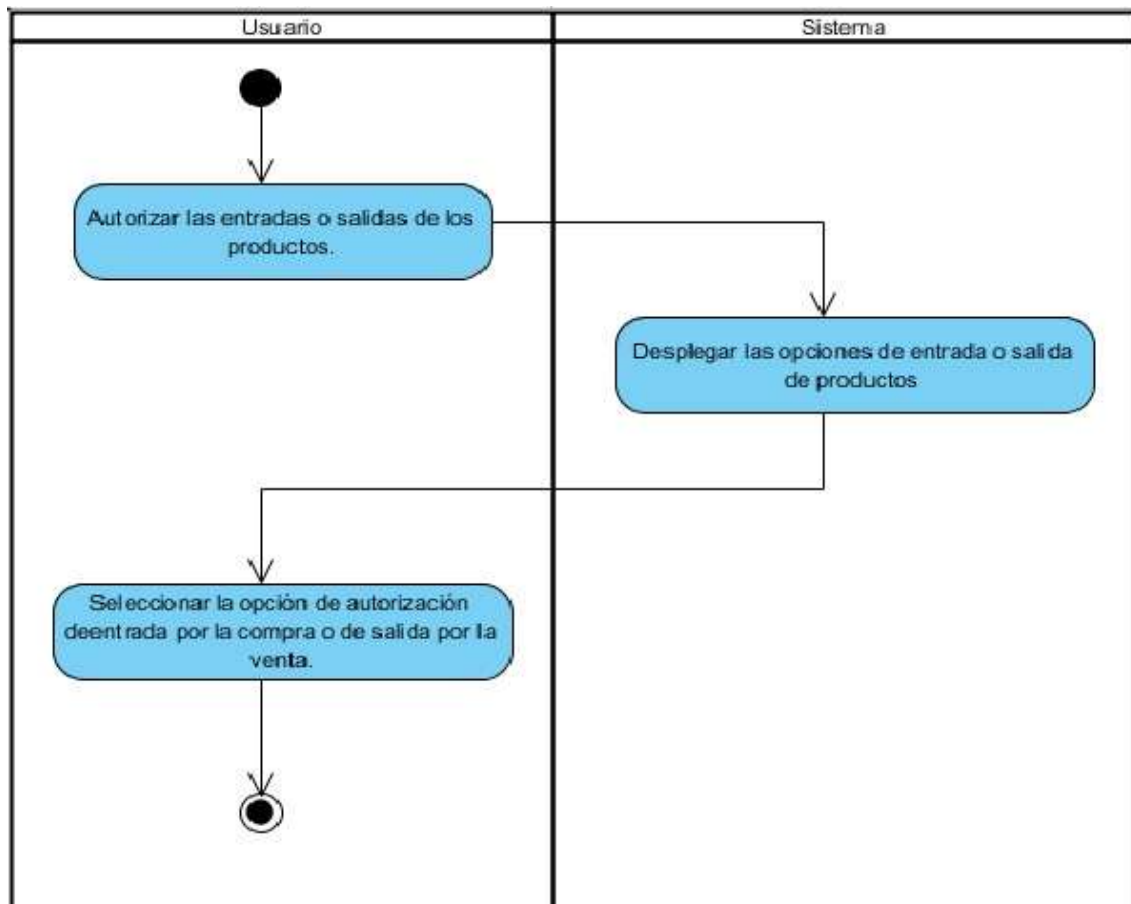 Usuario
Sistema
Autorizar las entradas o salidas de los
productos.
Desplegar las opciones de entrada o salida
de productos
Seleccionar la opción de autorización
deentrada por la compra o de salida por la
venta.